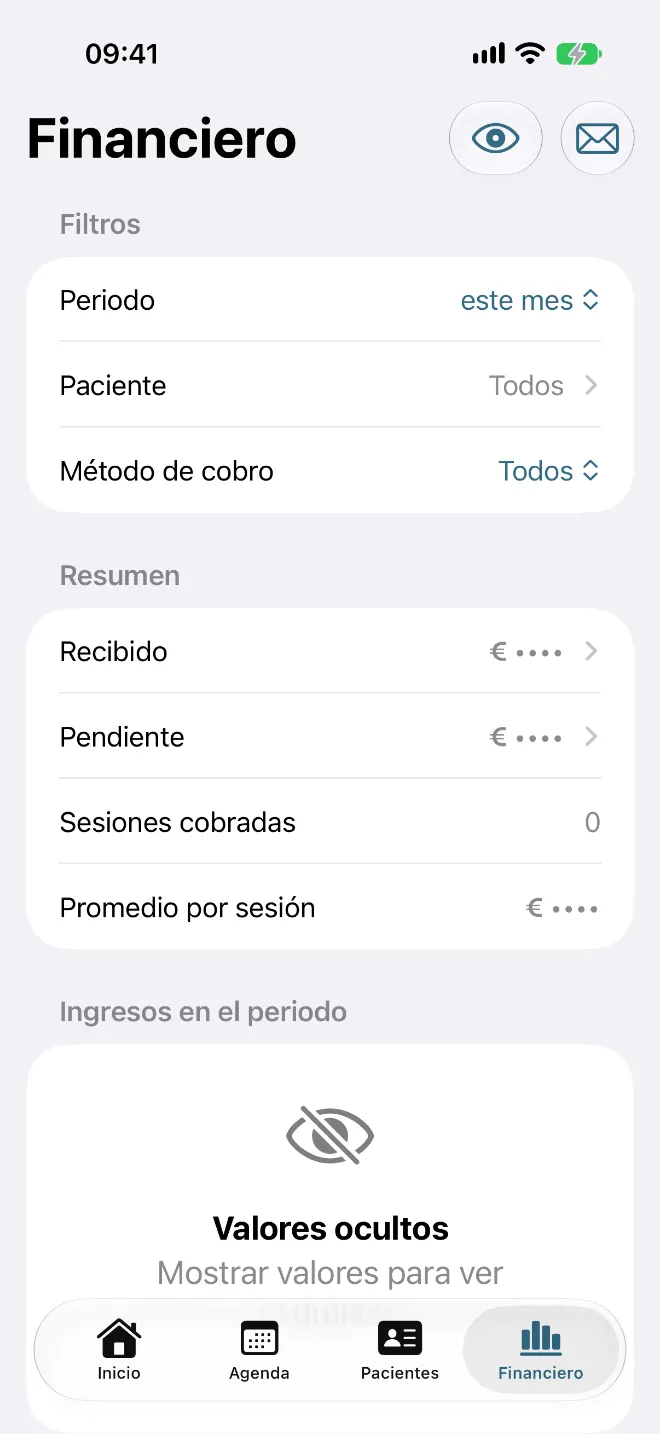 09:41
Financiero
Filtros
Periodo este mes
Paciente Todos
Método de cobro Todos
Resumen
Recibido € ••••
Pendiente € ••••
Sesiones cobradas 0
Promedio por sesión € ••••
Ingresos en el periodo
Valores ocultos
Mostrar valores para ver
Inicio Agenda Pacientes Financiero